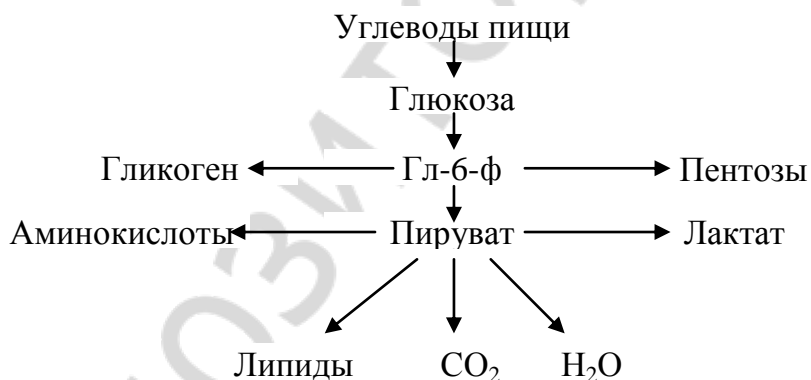 Углеводы пищи
Глюкоза
Гликоген Гл-6-ф Пентозы
Аминокислоты Пируват Лактат
Липиды CO₂ H₂O